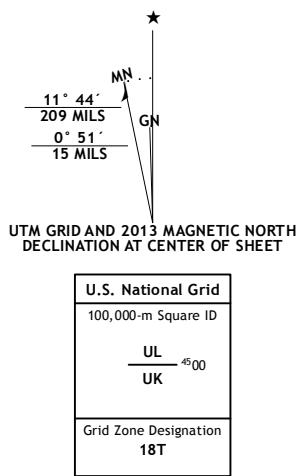 MN
11° 44´
209 MILS
GN
0° 51´
15 MILS
UTM GRID AND 2013 MAGNETIC NORTH
DECLINATION AT CENTER OF SHEET
U.S. National Grid
100,000-m Square ID
UL
4500
UK
Grid Zone Designation
18T